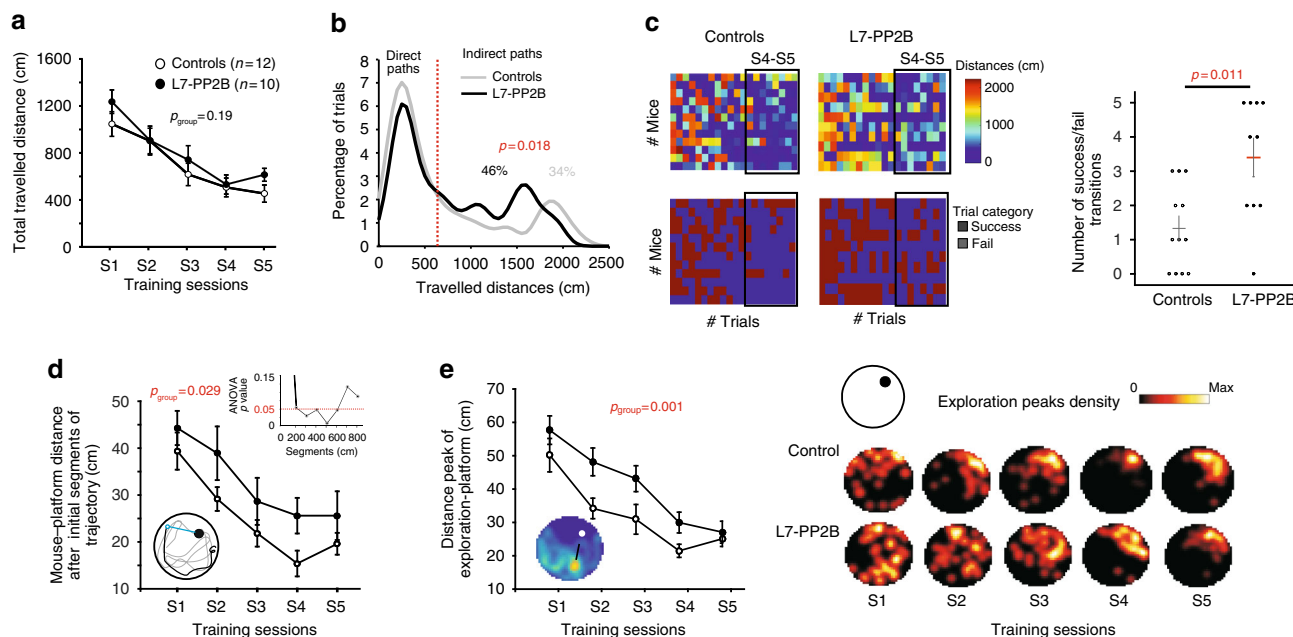 a
Total travelled distance (cm)
1600
1200
800
400
0
Controls (n=12)
L7-PP2B (n=10)
pgroup=0.19
S1 S2 S3 S4 S5
Training sessions
b
Percentage of trials
8
7
6
5
4
3
2
1
0
Direct paths
Indirect paths
Controls
L7-PP2B
p=0.018
46%
34%
0 500 1000 1500 2000 2500
Travelled distances (cm)
c
Controls
L7-PP2B
S4-S5
S4-S5
# Mice
Distances (cm)
2000
1000
0
# Mice
Trial category
Success
Fail
# Trials
# Trials
Number of success/fail transitions
p=0.011
5
4
3
2
1
0
Controls
L7-PP2B
d
Mouse–platform distance after initial segments of trajectory (cm)
pgroup=0.029
50
40
30
20
10
ANOVA
p value
0.15
0.05
0
0 200 400 600 800
Segments (cm)
S1 S2 S3 S4 S5
Training sessions
e
Distance peak of exploration-platform (cm)
70
60
50
40
30
20
10
pgroup=0.001
S1 S2 S3 S4 S5
Training sessions
0 Max
Exploration peaks density
Control
L7-PP2B
S1 S2 S3 S4 S5
Training sessions